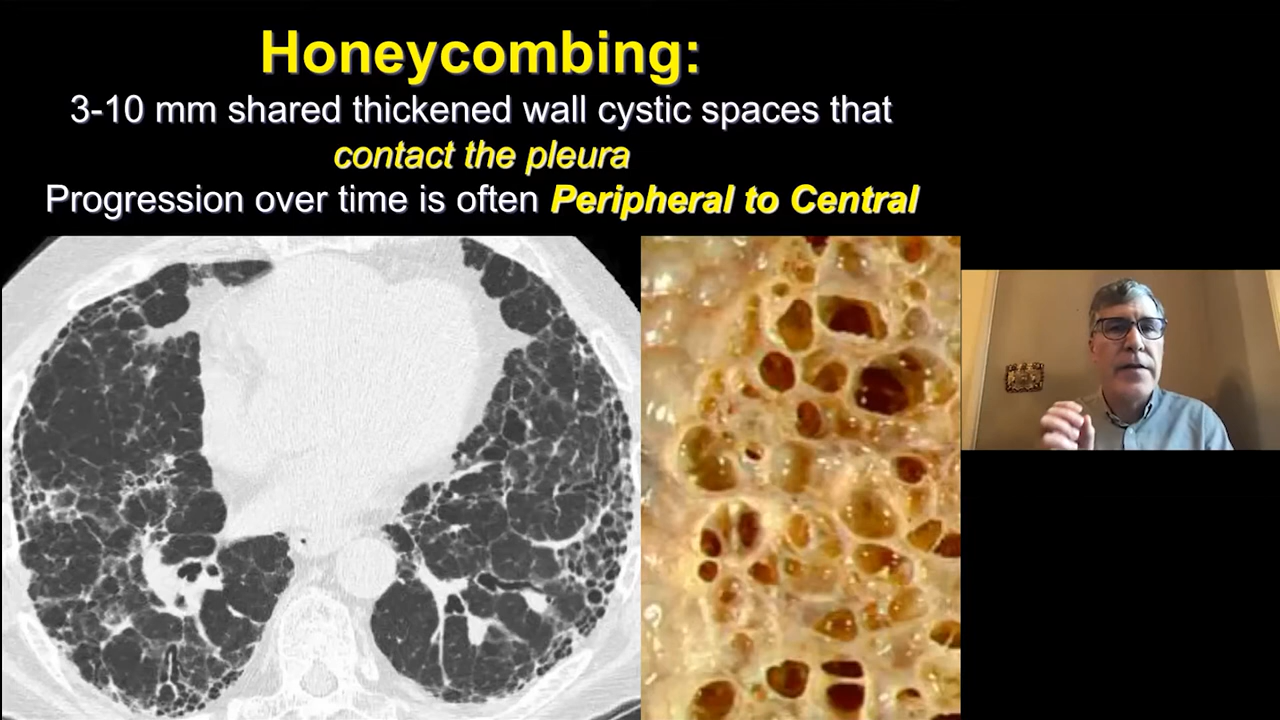 Honeycombing:
3-10 mm shared thickened wall cystic spaces that
contact the pleura
Progression over time is often Peripheral to Central